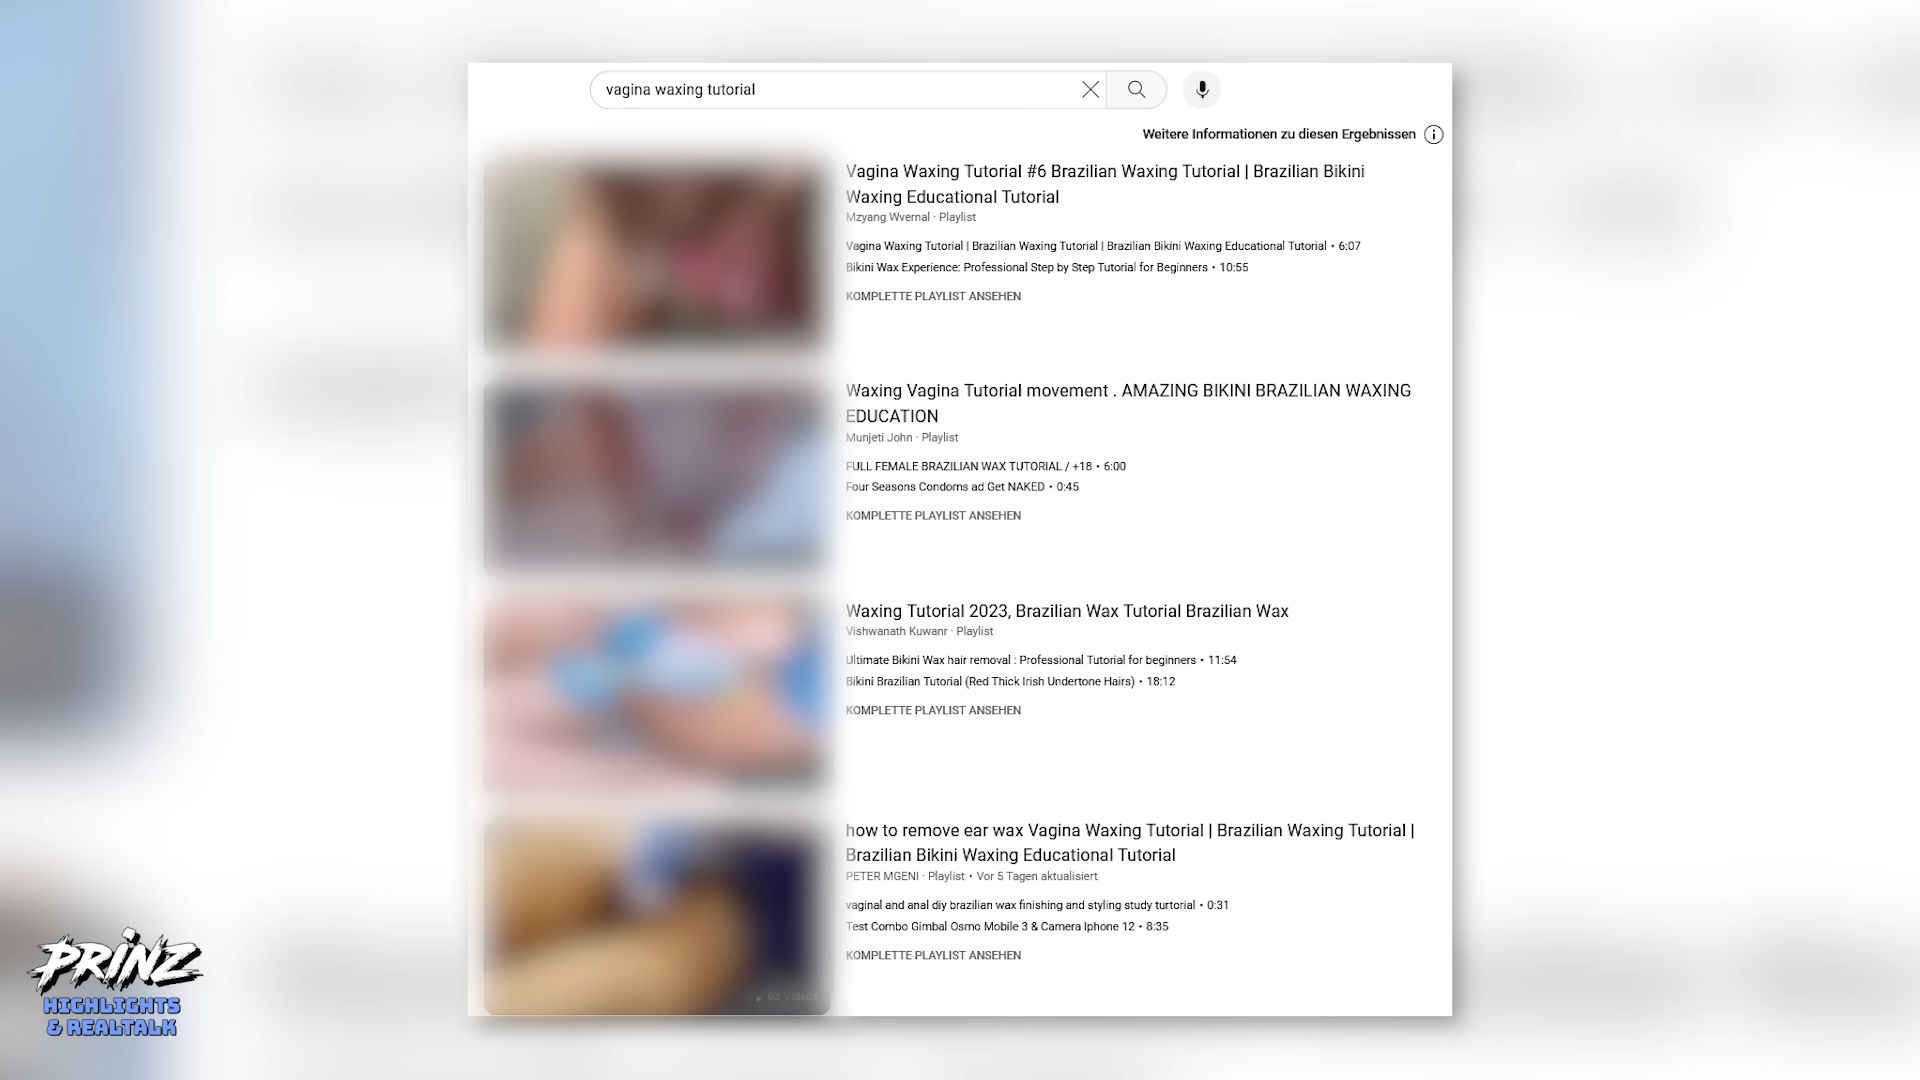 vagina waxing tutorial
Weitere Informationen zu diesen Ergebnissen
Vagina Waxing Tutorial #6 Brazilian Waxing Tutorial | Brazilian Bikini
Waxing Educational Tutorial
Mzyang Wvernal · Playlist
Vagina Waxing Tutorial | Brazilian Waxing Tutorial | Brazilian Bikini Waxing Educational Tutorial • 6:07
Bikini Wax Experience: Professional Step by Step Tutorial for Beginners • 10:55
KOMPLETTE PLAYLIST ANSEHEN
Waxing Vagina Tutorial movement . AMAZING BIKINI BRAZILIAN WAXING
EDUCATION
Munjeti John · Playlist
FULL FEMALE BRAZILIAN WAX TUTORIAL / +18 • 6:00
Four Seasons Condoms ad Get NAKED • 0:45
KOMPLETTE PLAYLIST ANSEHEN
Waxing Tutorial 2023, Brazilian Wax Tutorial Brazilian Wax
Vishwanath Kuwanr · Playlist
Ultimate Bikini Wax hair removal : Professional Tutorial for beginners • 11:54
Bikini Brazilian Tutorial (Red Thick Irish Undertone Hairs) • 18:12
KOMPLETTE PLAYLIST ANSEHEN
how to remove ear wax Vagina Waxing Tutorial | Brazilian Waxing Tutorial |
Brazilian Bikini Waxing Educational Tutorial
PETER MGENI · Playlist • Vor 5 Tagen aktualisiert
vaginal and anal diy brazilian wax finishing and styling study turtorial • 0:31
Test Combo Gimbal Osmo Mobile 3 & Camera Iphone 12 • 8:35
KOMPLETTE PLAYLIST ANSEHEN
63 Videos
PRINZ
HIGHLIGHTS
& REALTALK